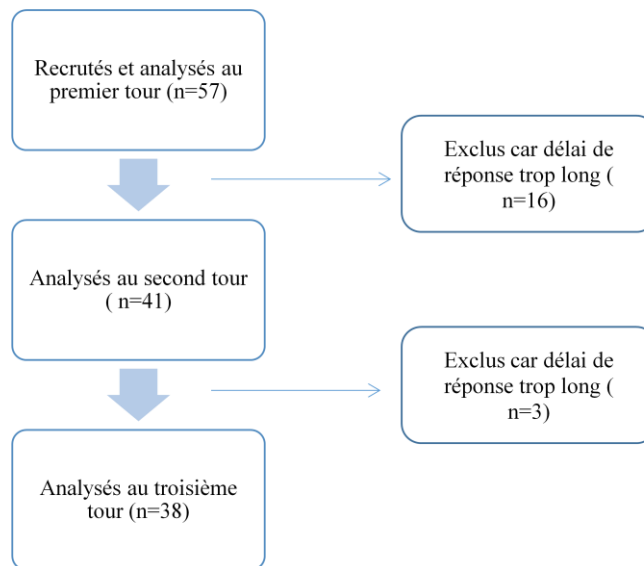 Recrutés et analysés au
premier tour (n=57)
Exclus car délai de
réponse trop long (
n=16)
Analysés au second tour
( n=41)
Exclus car délai de
réponse trop long (
n=3)
Analysés au troisième
tour (n=38)